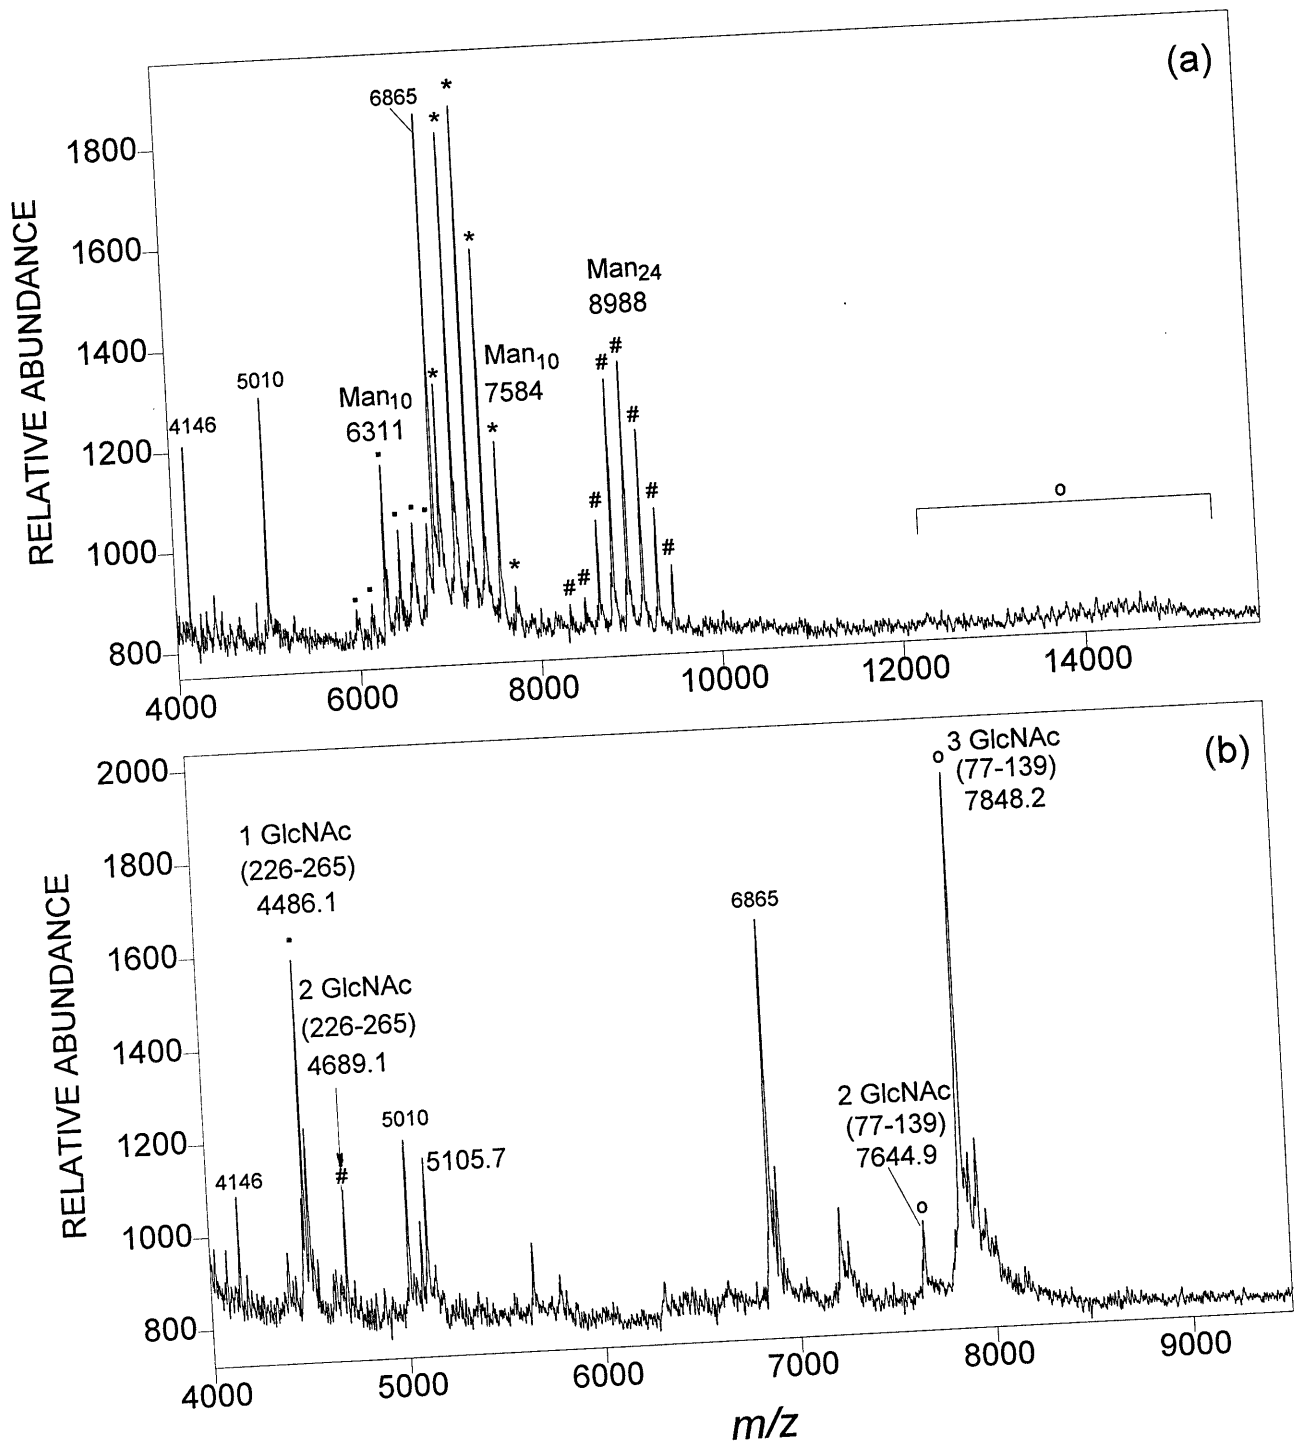 (a)
RELATIVE ABUNDANCE
1800
1600
1400
1200
1000
800
4146
5010
Man10
6311
6865
*
*
*
*
*
*
*
Man10
7584
Man24
8988
# # # # # # # #
o
4000 6000 8000 10000 12000 14000
(b)
RELATIVE ABUNDANCE
2000
1800
1600
1400
1200
1000
800
1 GlcNAc
(226-265)
4486.1
2 GlcNAc
(226-265)
4689.1
#
4146
5010
5105.7
6865
2 GlcNAc
(77-139)
7644.9
o
o
3 GlcNAc
(77-139)
7848.2
4000 5000 6000 7000 8000 9000
m/z